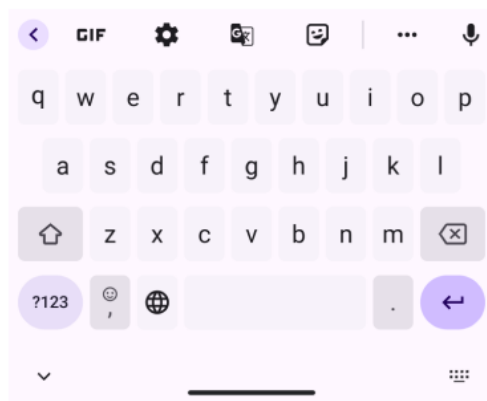 GIF
q w e r t y u i o p
a s d f g h j k l
z x c v b n m
?123 , .